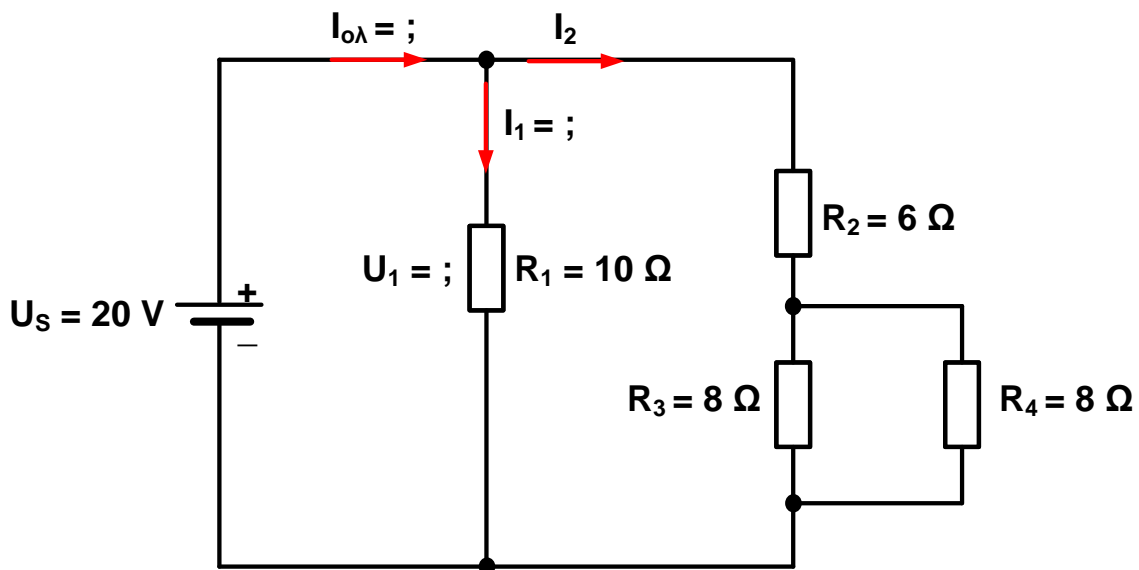 Iολ = ;
I2
I1 = ;
R2 = 6 Ω
U1 = ;
R1 = 10 Ω
+
US = 20 V
_
R3 = 8 Ω
R4 = 8 Ω